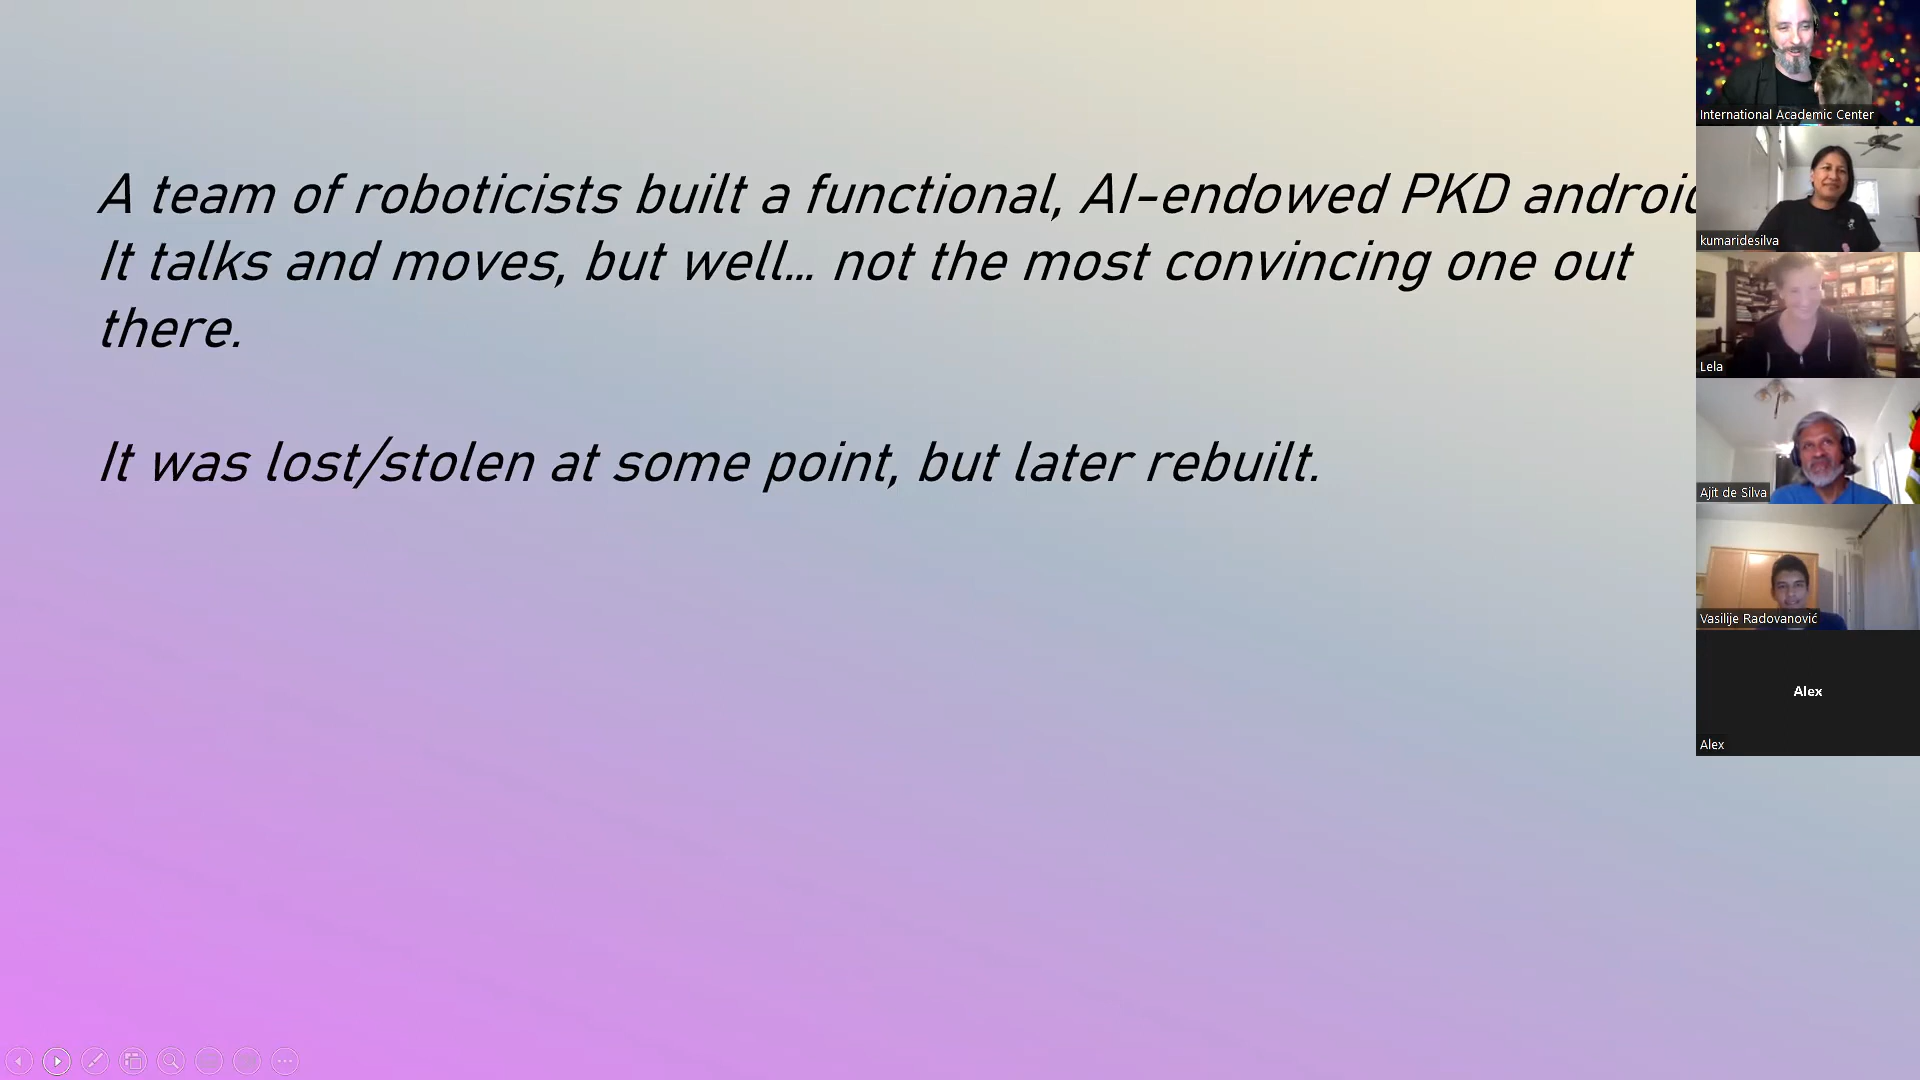 A team of roboticists built a functional, AI-endowed PKD
It talks and moves, but well... not the most convincing one out
there.
It was lost/stolen at some point, but later rebuilt.
International Academic Center
kumaridesilva
Lela
Ajit de Silva
Vasilije Radovanović
Alex
Alex